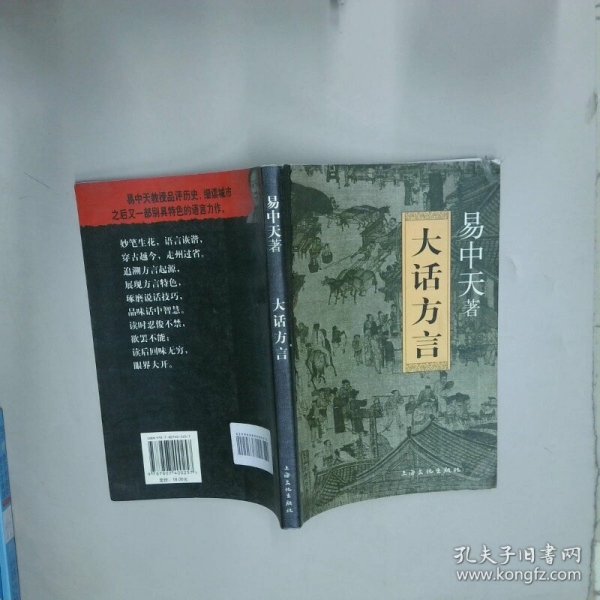 易中天教授品评历史、细读城市
之后又一部别具特色的语言力作。
妙笔生花，语言诙谐，
穿古越今，走州过省，
追溯方言起源，
展现方言特色，
琢磨说话技巧，
品味话中智慧。
读时忍俊不禁，
欲罢不能；
读后回味无穷，
眼界大开。
易中天著
大话方言
易中天著
大话方言
上海文化出版社
上海文化出版社
孔夫子旧书网
www.kongfz.com